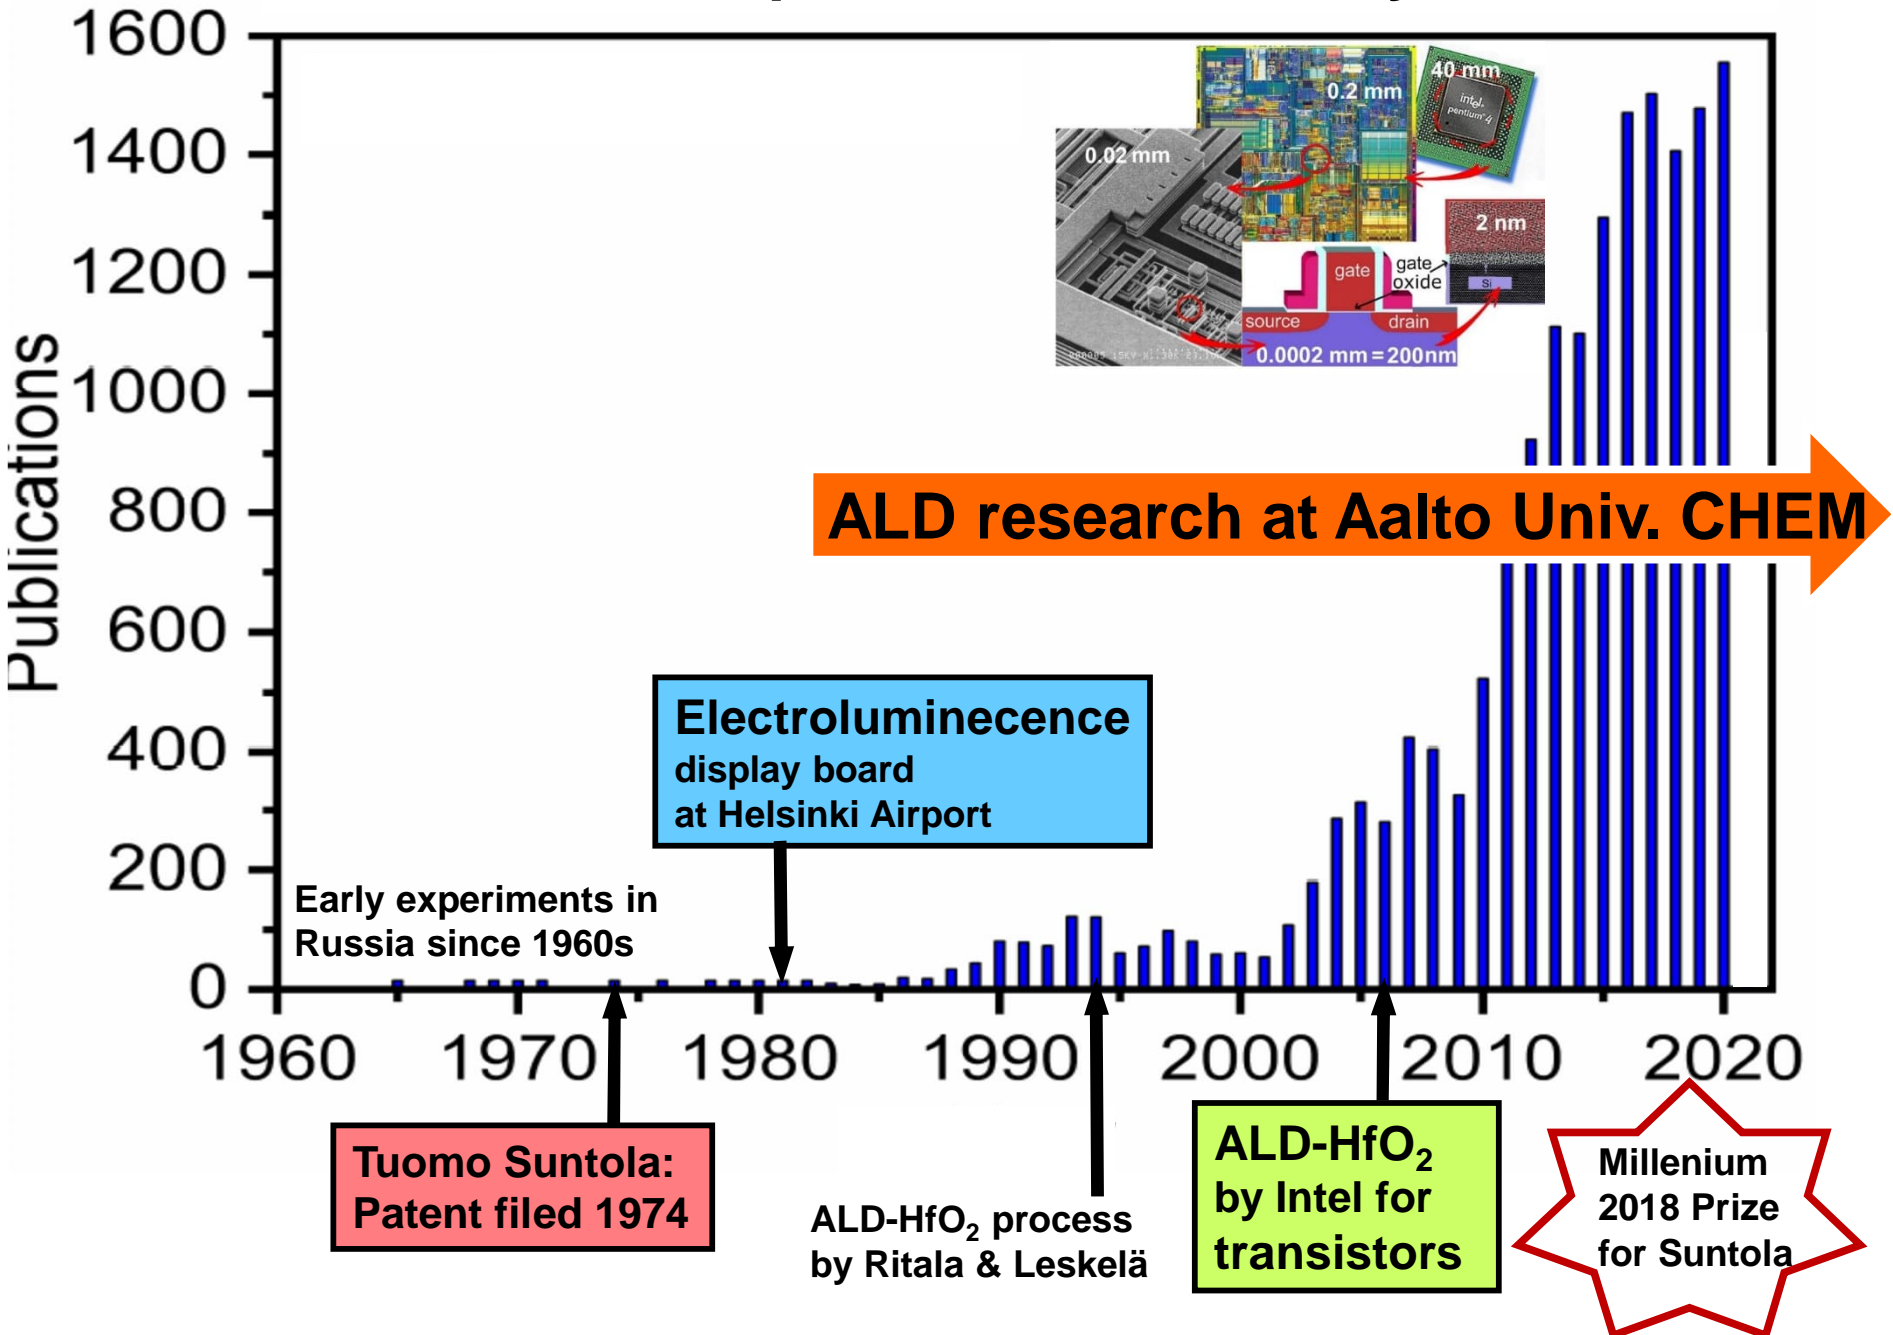 1600
1400
1200
1000
800
600
400
200
0
Publications
1960
1970
1980
1990
2000
2010
2020
40 mm
intel
pentium 4
0.2 mm
0.02 mm
2 nm
Si
gate
gate
oxide
source
drain
0.0002 mm = 200nm
ALD research at Aalto Univ. CHEM
Electroluminecence
display board
at Helsinki Airport
Early experiments in
Russia since 1960s
Tuomo Suntola:
Patent filed 1974
ALD-HfO₂ process
by Ritala & Leskelä
ALD-HfO₂
by Intel for
transistors
Millenium
2018 Prize
for Suntola